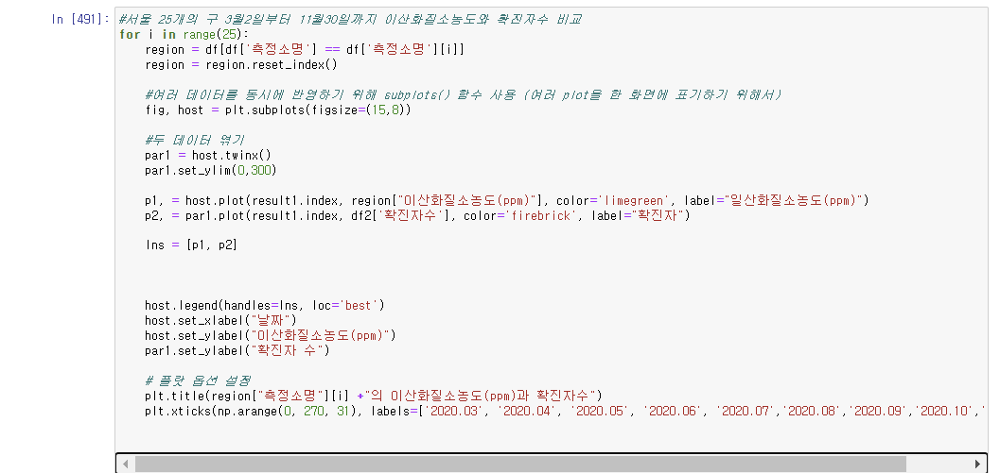 In [491]: #서울 25개의 구 3월2일부터 11월30일까지 이산화질소농도와 확진자수 비교
for i in range(25):
    region = df[df['측정소명'] == df['측정소명'][i]]
    region = region.reset_index()
    #여러 데이터를 동시에 반영하기 위해 subplots() 함수 사용 (여러 plot을 한 화면에 표기하기 위해서)
    fig, host = plt.subplots(figsize=(15,8))
    #두 데이터 엮기
    par1 = host.twinx()
    par1.set_ylim(0,300)
    p1, = host.plot(result1.index, region["이산화질소농도(ppm)"], color='limegreen', label="일산화질소농도(ppm)")
    p2, = par1.plot(result1.index, df2['확진자수'], color='firebrick', label="확진자")
    lns = [p1, p2]
    host.legend(handles=lns, loc='best')
    host.set_xlabel("날짜")
    host.set_ylabel("이산화질소농도(ppm)")
    par1.set_ylabel("확진자 수")
    # 플랏 옵션 설정
    plt.title(region["측정소명"][i] +"의 이산화질소농도(ppm)과 확진자수")
    plt.xticks(np.arange(0, 270, 31), labels=['2020.03', '2020.04', '2020.05', '2020.06', '2020.07','2020.08','2020.09','2020.10','